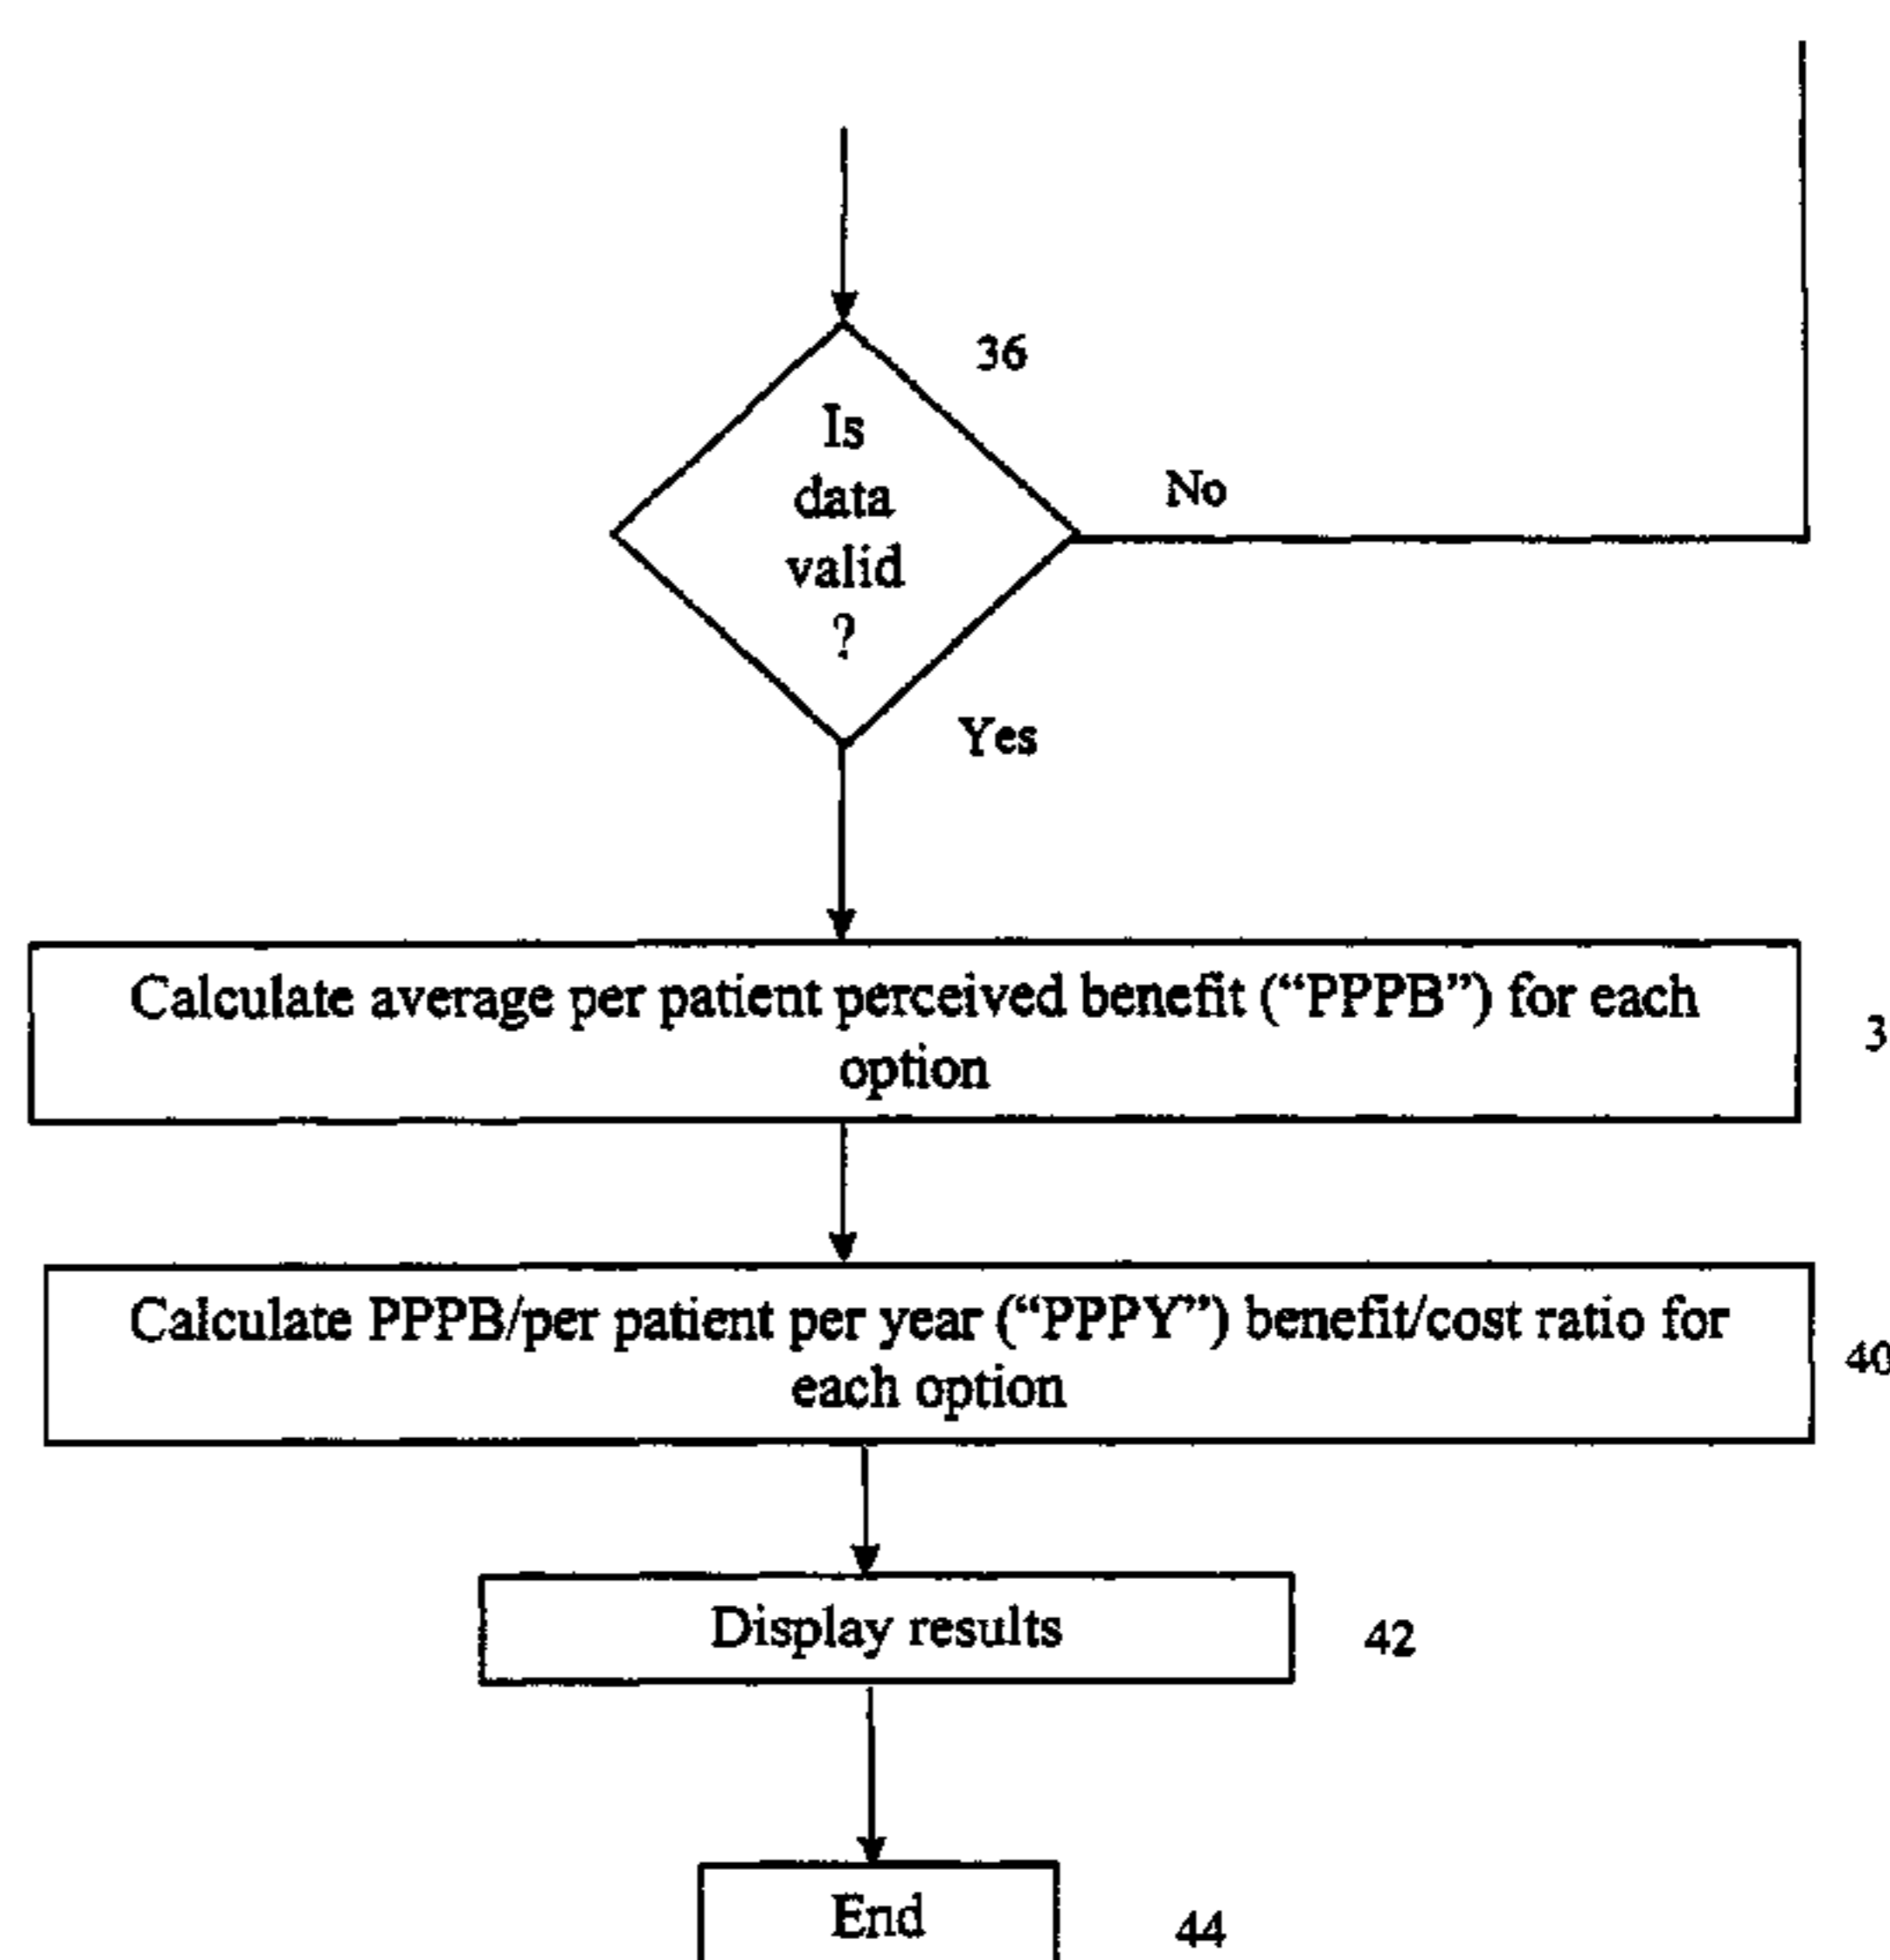 36
Is
data
valid
?
No
Yes
Calculate average per patient perceived benefit (“PPPB”) for each
option
3
Calculate PPPB/per patient per year (“PPPY”) benefit/cost ratio for
each option
40
Display results
42
End
44